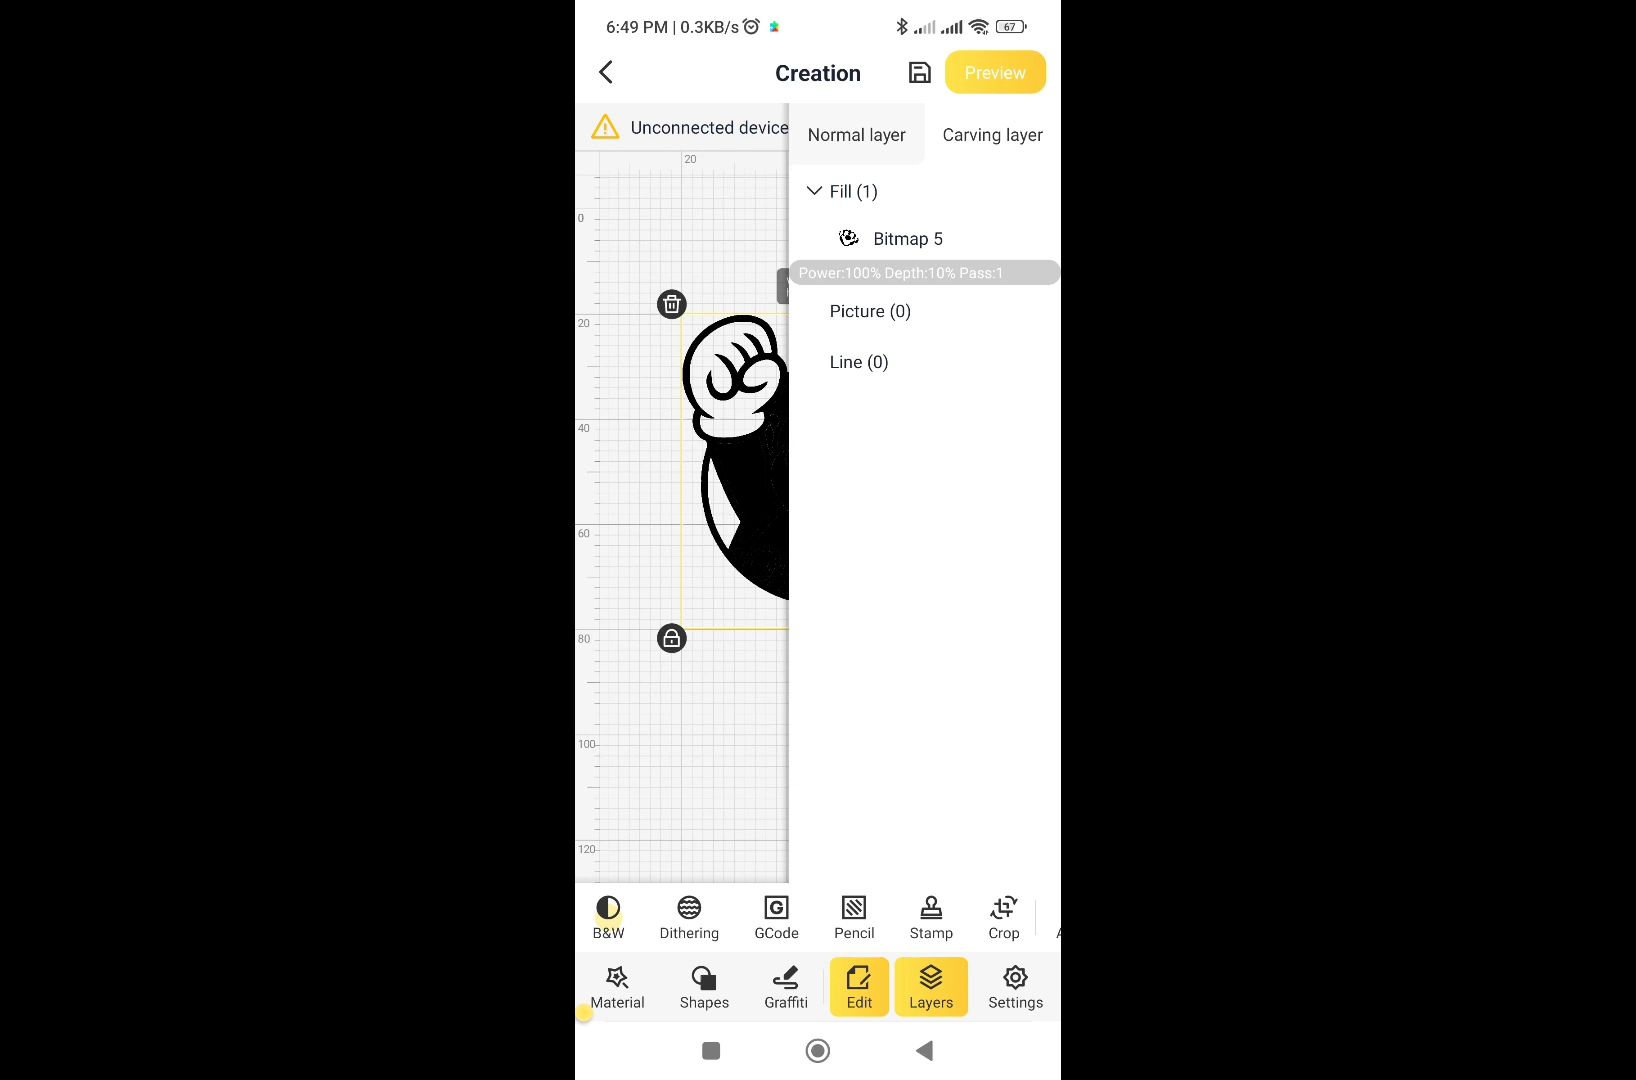 6:49 PM | 0.3KB/s
67
Creation
Preview
Unconnected device
Normal layer
Carving layer
20
Fill (1)
0
Bitmap 5
Power:100% Depth:10% Pass:1
Picture (0)
20
Line (0)
40
60
80
100
120
B&W
Dithering
G
GCode
Pencil
Stamp
Crop
Material
Shapes
Graffiti
Edit
Layers
Settings